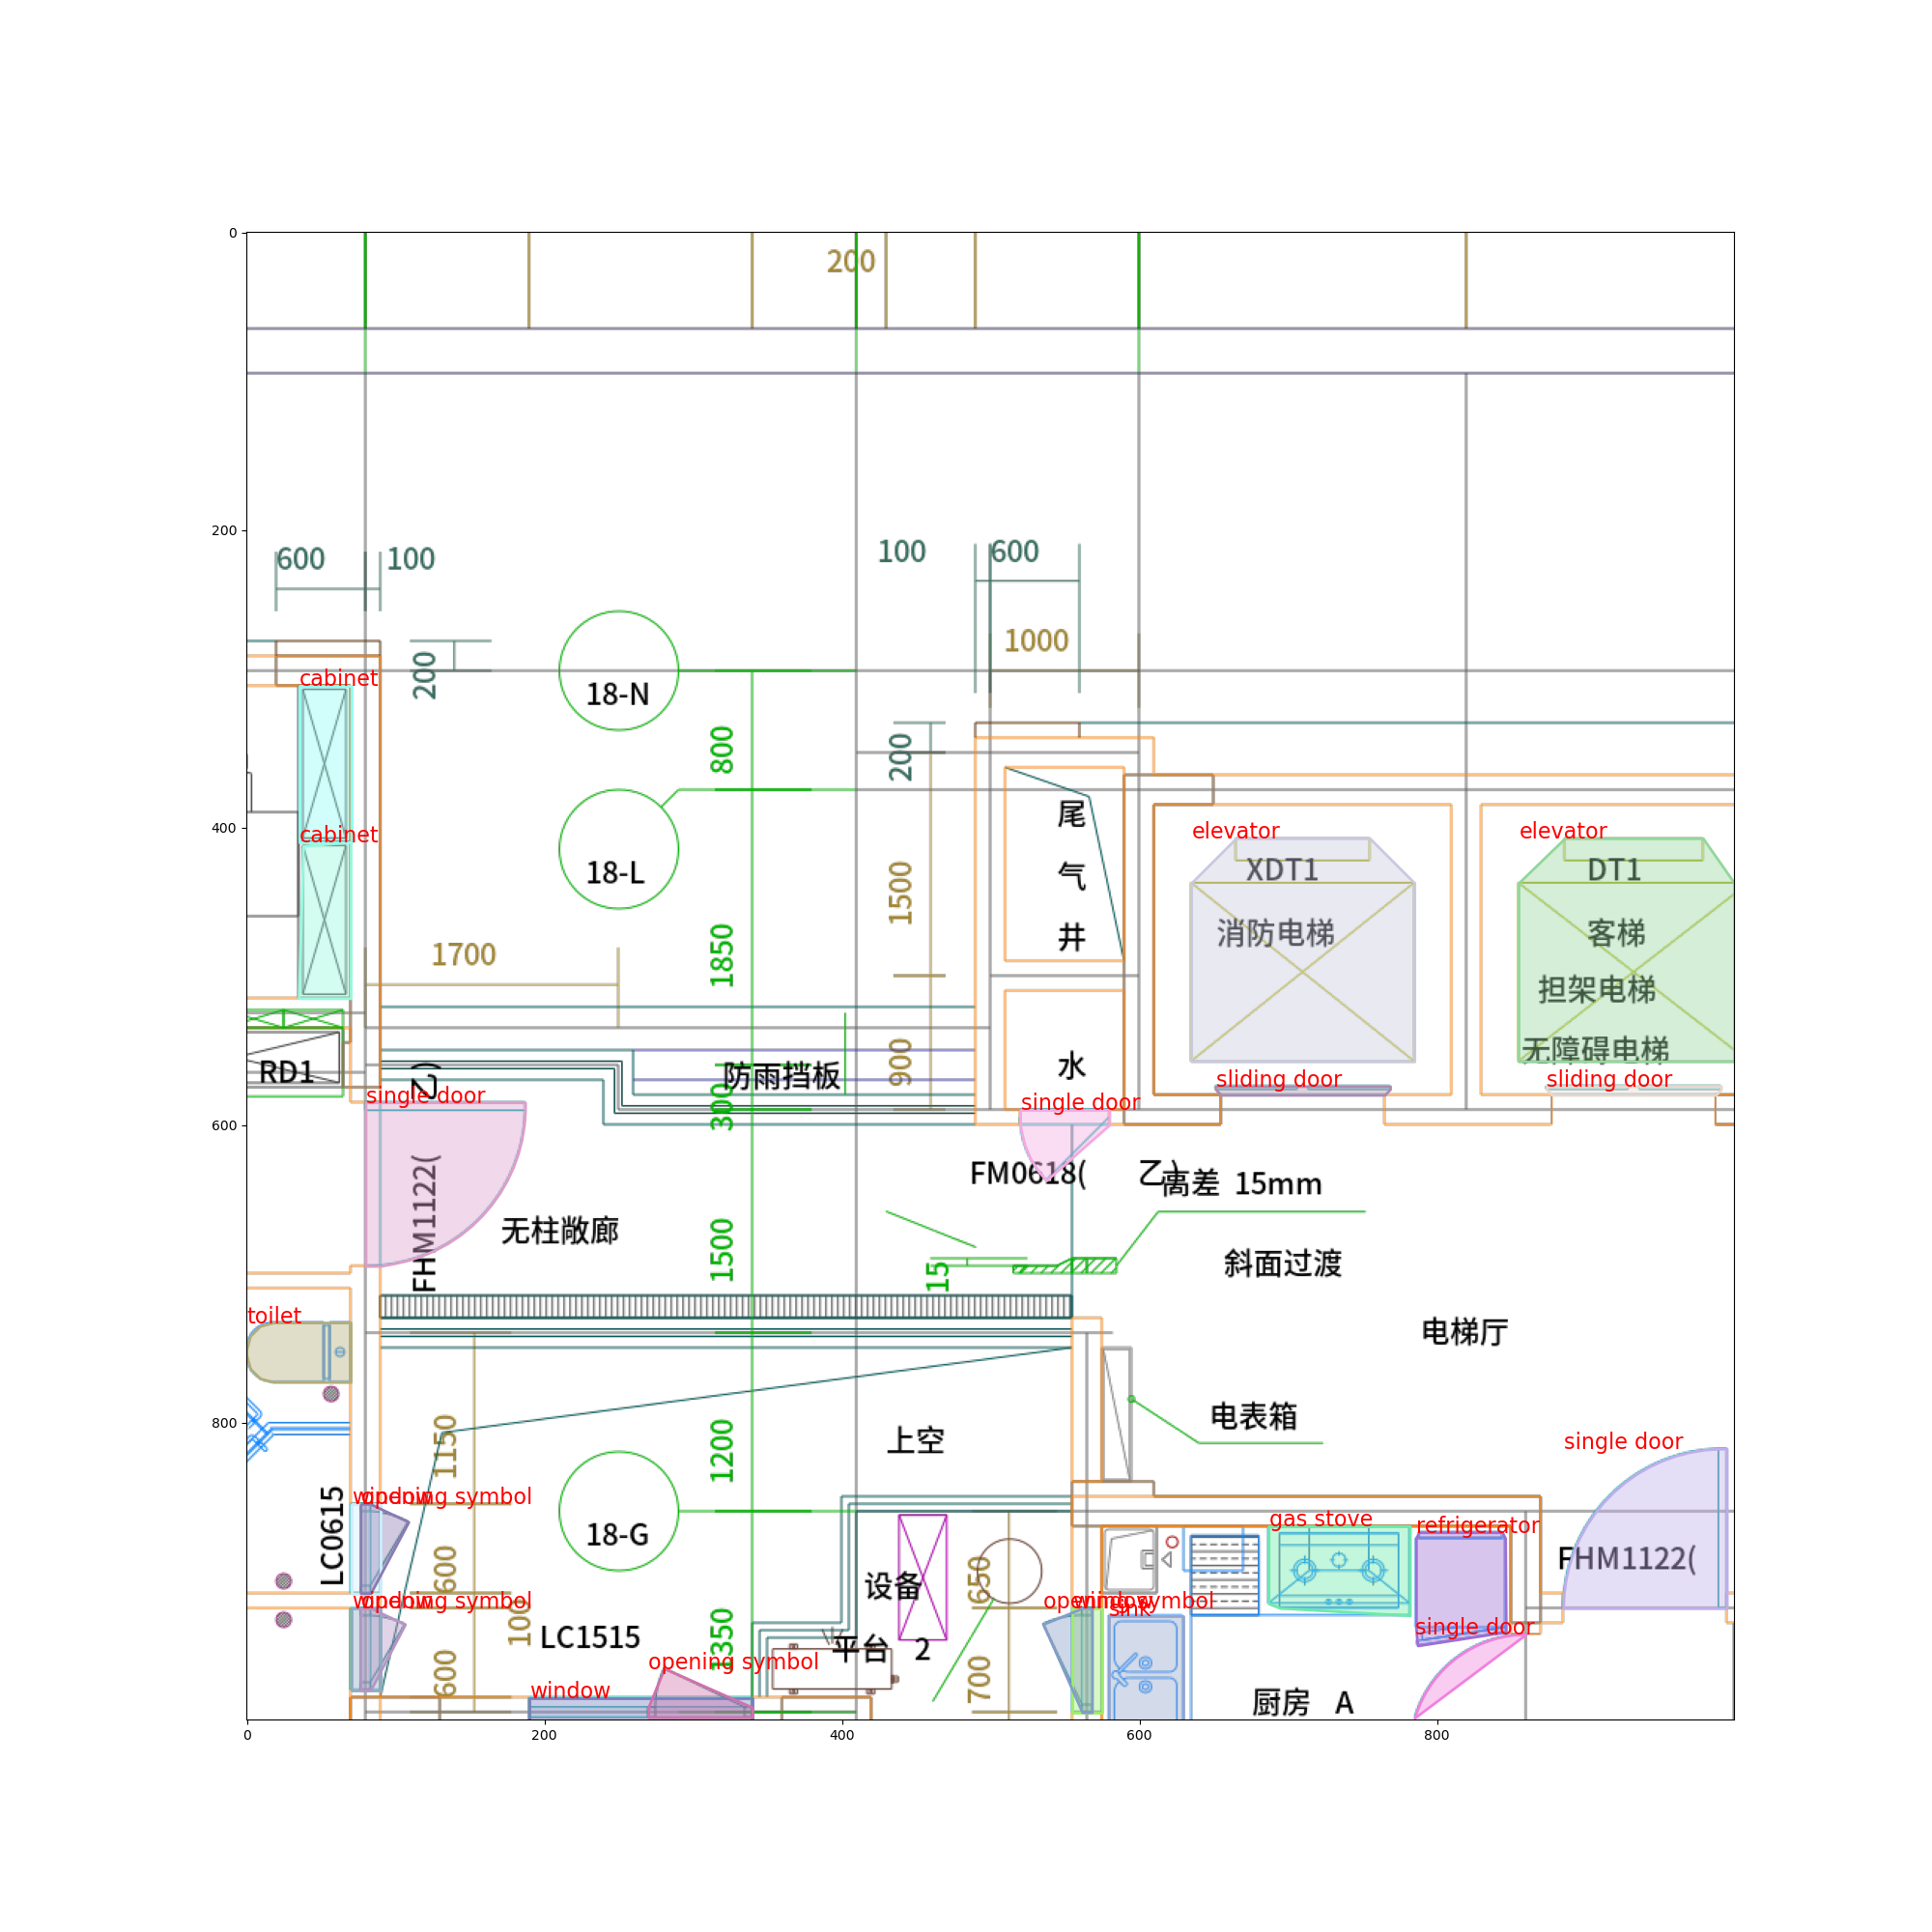 0
200
600
100
100
600
1000
200
cabinet
18-N
800
200
200
尾
400
cabinet
elevator
elevator
18-L
气
XDT1
DT1
1500
井
消防电梯
客梯
1700
1850
担架电梯
无障碍电梯
RD1
防雨挡板
900
水
sliding door
sliding door
single door
乙)
300
single door
600
FHM1122(
无柱敞廊
FM0618(
乙)
高差 15mm
1500
15
斜面过渡
toilet
电梯厅
800
1150
1200
上空
电表箱
single door
LC0615
window
opening symbol
18-G
gas stove
refrigerator
FHM1122(
600
设备
650
window
opening symbol
100
opening symbol
window
sink
LC1515
1350
平台 2
single door
600
opening symbol
700
window
厨房 A
0
200
400
600
800